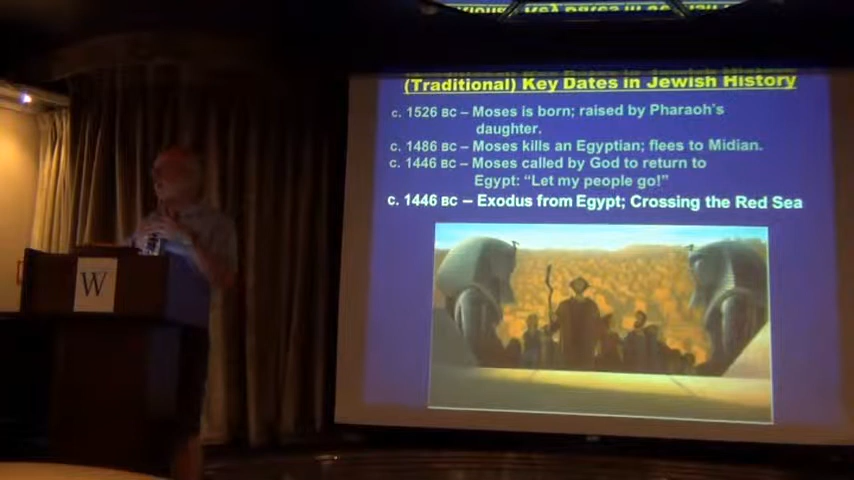 (Traditional) Key Dates in Jewish History
c. 1526 BC – Moses is born; raised by Pharaoh's
daughter.
c. 1486 BC – Moses kills an Egyptian; flees to Midian.
c. 1446 BC – Moses called by God to return to
Egypt: “Let my people go!”
c. 1446 BC – Exodus from Egypt; Crossing the Red Sea
W